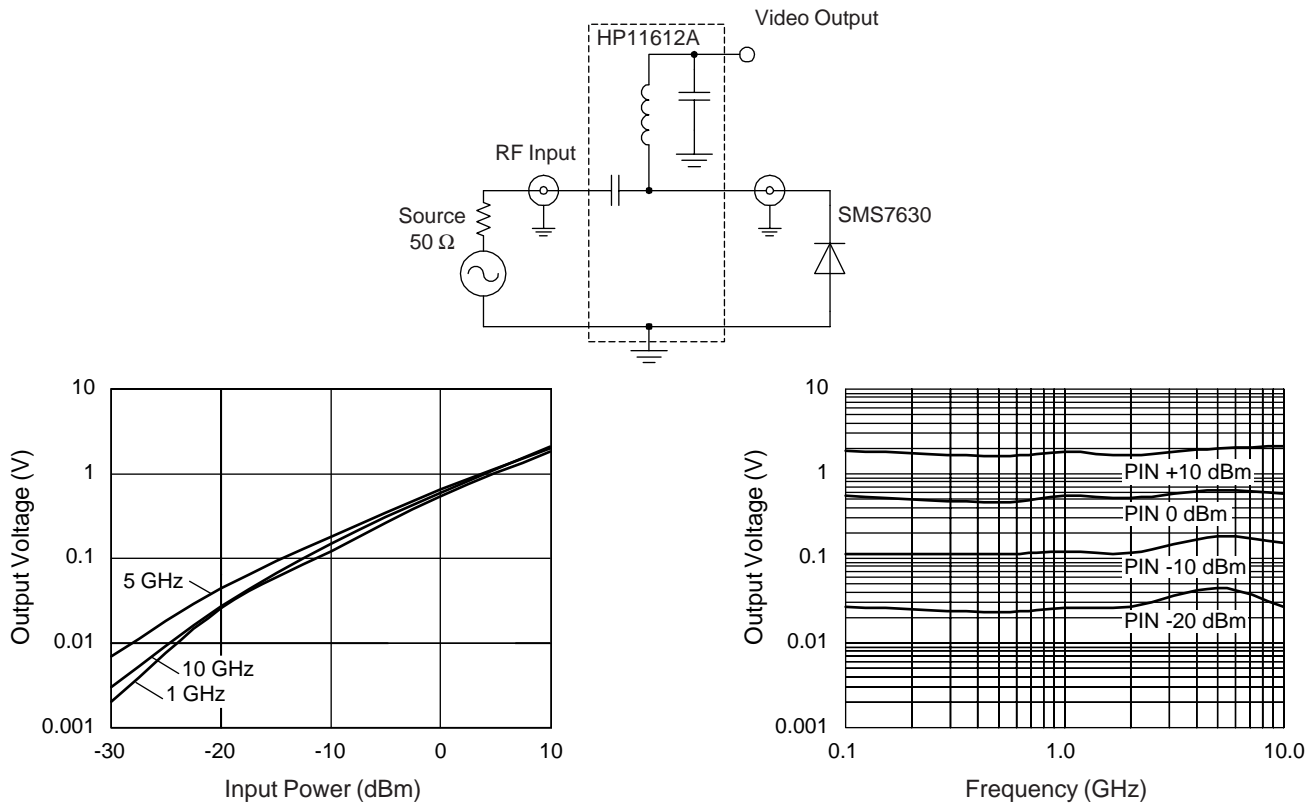 Video Output
HP11612A
RF Input
Source
50 Ω
SMS7630
10
1
0.1
0.01
0.001
Output Voltage (V)
5 GHz
10 GHz
1 GHz
-30
-20
-10
0
10
Input Power (dBm)
10
1
0.1
0.01
0.001
Output Voltage (V)
PIN +10 dBm
PIN 0 dBm
PIN -10 dBm
PIN -20 dBm
0.1
1.0
10.0
Frequency (GHz)